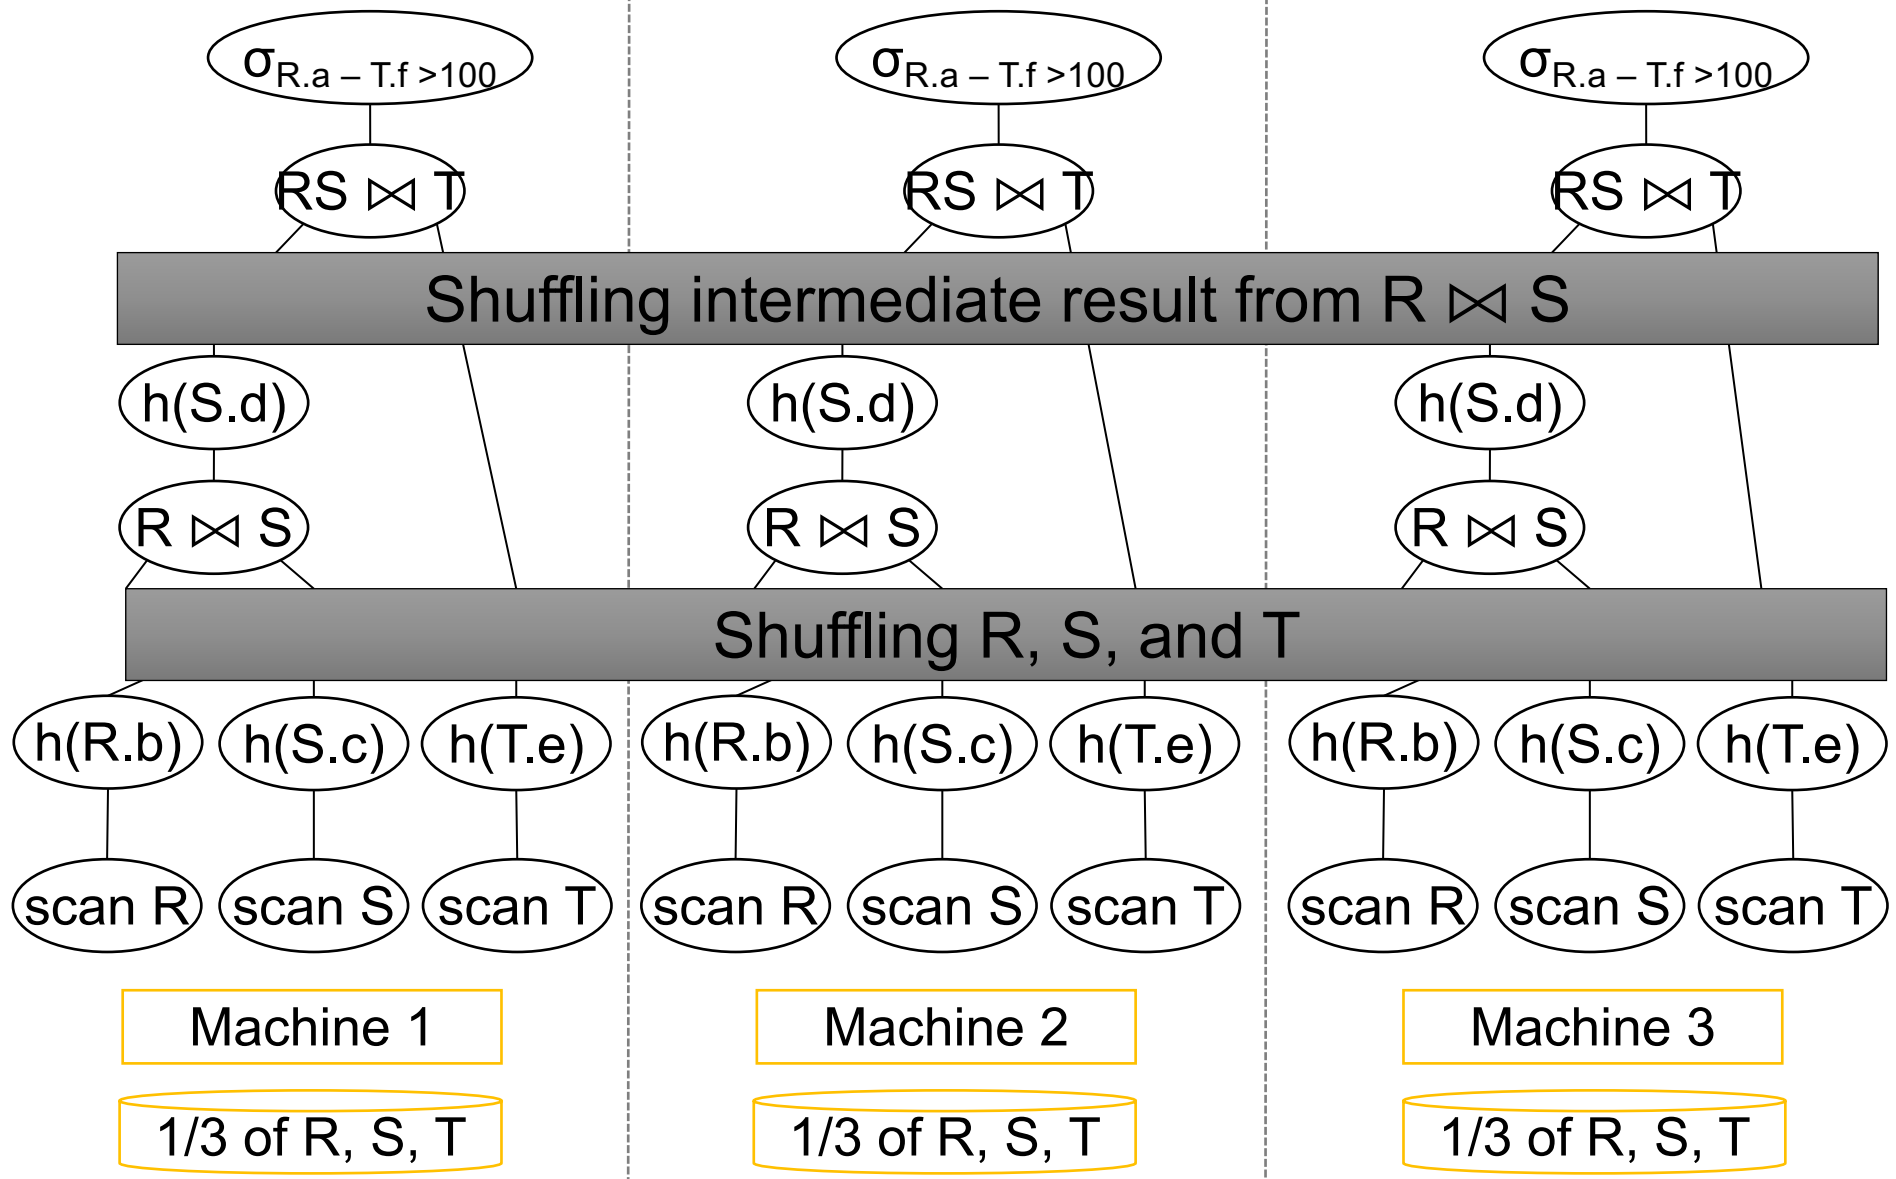 σR.a – T.f >100 σR.a – T.f >100 σR.a – T.f >100
RS ⋈ T RS ⋈ T RS ⋈ T
Shuffling intermediate result from R ⋈ S
h(S.d) h(S.d) h(S.d)
R ⋈ S R ⋈ S R ⋈ S
Shuffling R, S, and T
h(R.b) h(S.c) h(T.e) h(R.b) h(S.c) h(T.e) h(R.b) h(S.c) h(T.e)
scan R scan S scan T scan R scan S scan T scan R scan S scan T
Machine 1 Machine 2 Machine 3
1/3 of R, S, T 1/3 of R, S, T 1/3 of R, S, T